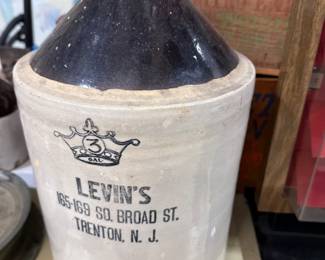 3
GAL
LEVIN'S
165-169 SO. BROAD ST.
TRENTON, N. J.